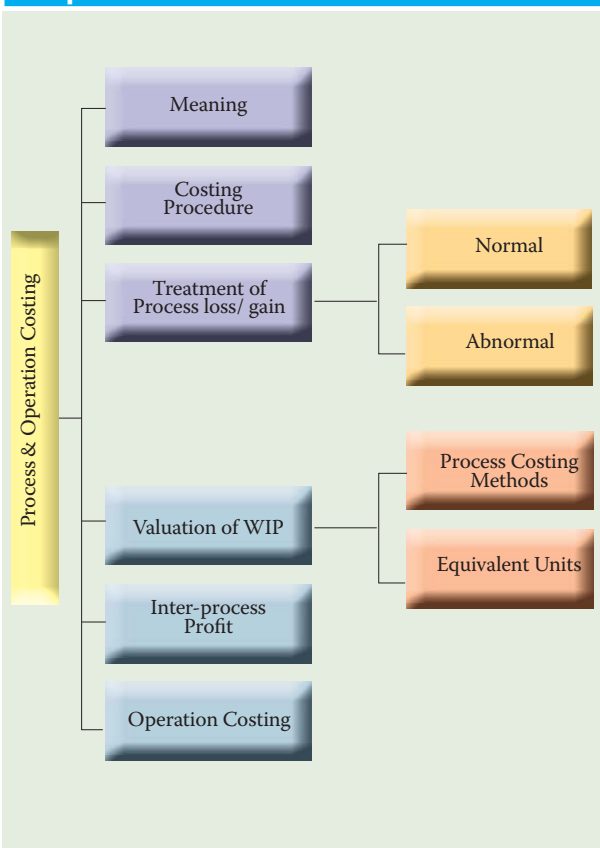 Process & Operation Costing
Meaning
Costing
Procedure
Treatment of
Process loss/ gain
Normal
Abnormal
Valuation of WIP
Process Costing
Methods
Equivalent Units
Inter-process
Profit
Operation Costing